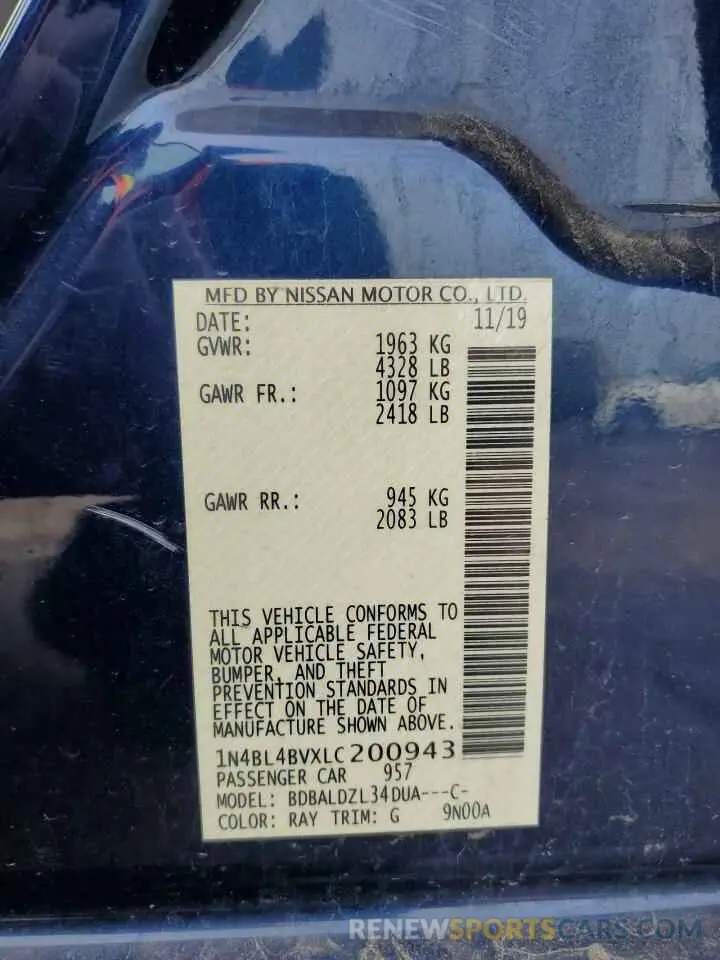 MFD BY NISSAN MOTOR CO., LTD.
DATE: 11/19
GVWR: 1963 KG
4328 LB
GAWR FR.: 1097 KG
2418 LB
GAWR RR.: 945 KG
2083 LB
THIS VEHICLE CONFORMS TO
ALL APPLICABLE FEDERAL
MOTOR VEHICLE SAFETY,
BUMPER, AND THEFT
PREVENTION STANDARDS IN
EFFECT ON THE DATE OF
MANUFACTURE SHOWN ABOVE.
1N4BL4BVXLC200943
PASSENGER CAR 957
MODEL: BDBALDZL34DUA---C-
COLOR: RAY TRIM: G 9N00A
RENEWSPORTSCARS.COM